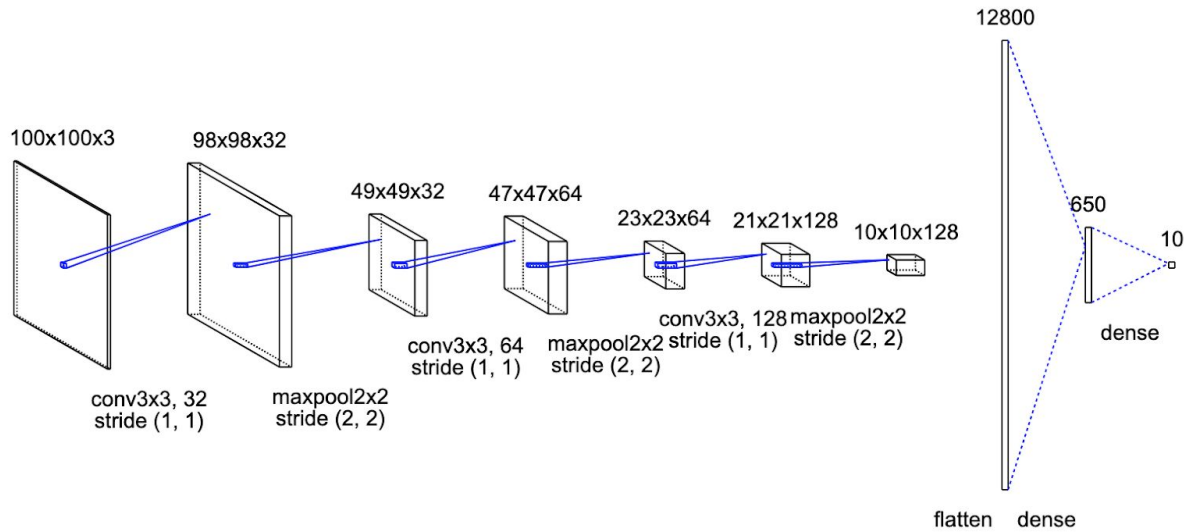 12800
100x100x3
98x98x32
49x49x32
47x47x64
23x23x64
21x21x128
10x10x128
650
10
conv3x3, 32
stride (1, 1)
maxpool2x2
stride (2, 2)
conv3x3, 64
stride (1, 1)
maxpool2x2
stride (2, 2)
conv3x3, 128
stride (1, 1)
maxpool2x2
stride (2, 2)
flatten
dense
dense